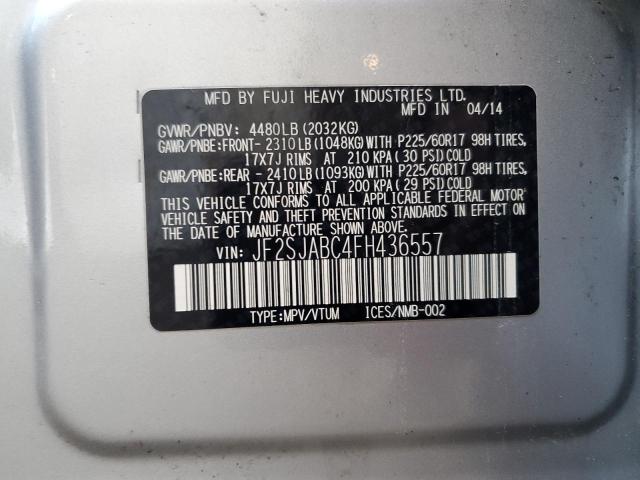 MFD BY FUJI HEAVY INDUSTRIES LTD.
MFD IN 04/14
GVWR/PNBV: 4480LB (2032KG)
GAWR/PNBE:FRONT- 2310LB (1048KG) WITH P225/60R17 98H TIRES,
17X7J RIMS AT 210 KPA (30 PSI) COLD
GAWR/PNBE:REAR - 2410LB (1093KG) WITH P225/60R17 98H TIRES,
17X7J RIMS AT 200 KPA (29 PSI) COLD
THIS VEHICLE CONFORMS TO ALL APPLICABLE FEDERAL MOTOR
VEHICLE SAFETY AND THEFT PREVENTION STANDARDS IN EFFECT ON
THE DATE OF MANUFACTURE SHOWN ABOVE.
VIN: JF2SJABC4FH436557
TYPE:MPV/VTUM ICES/NMB-002